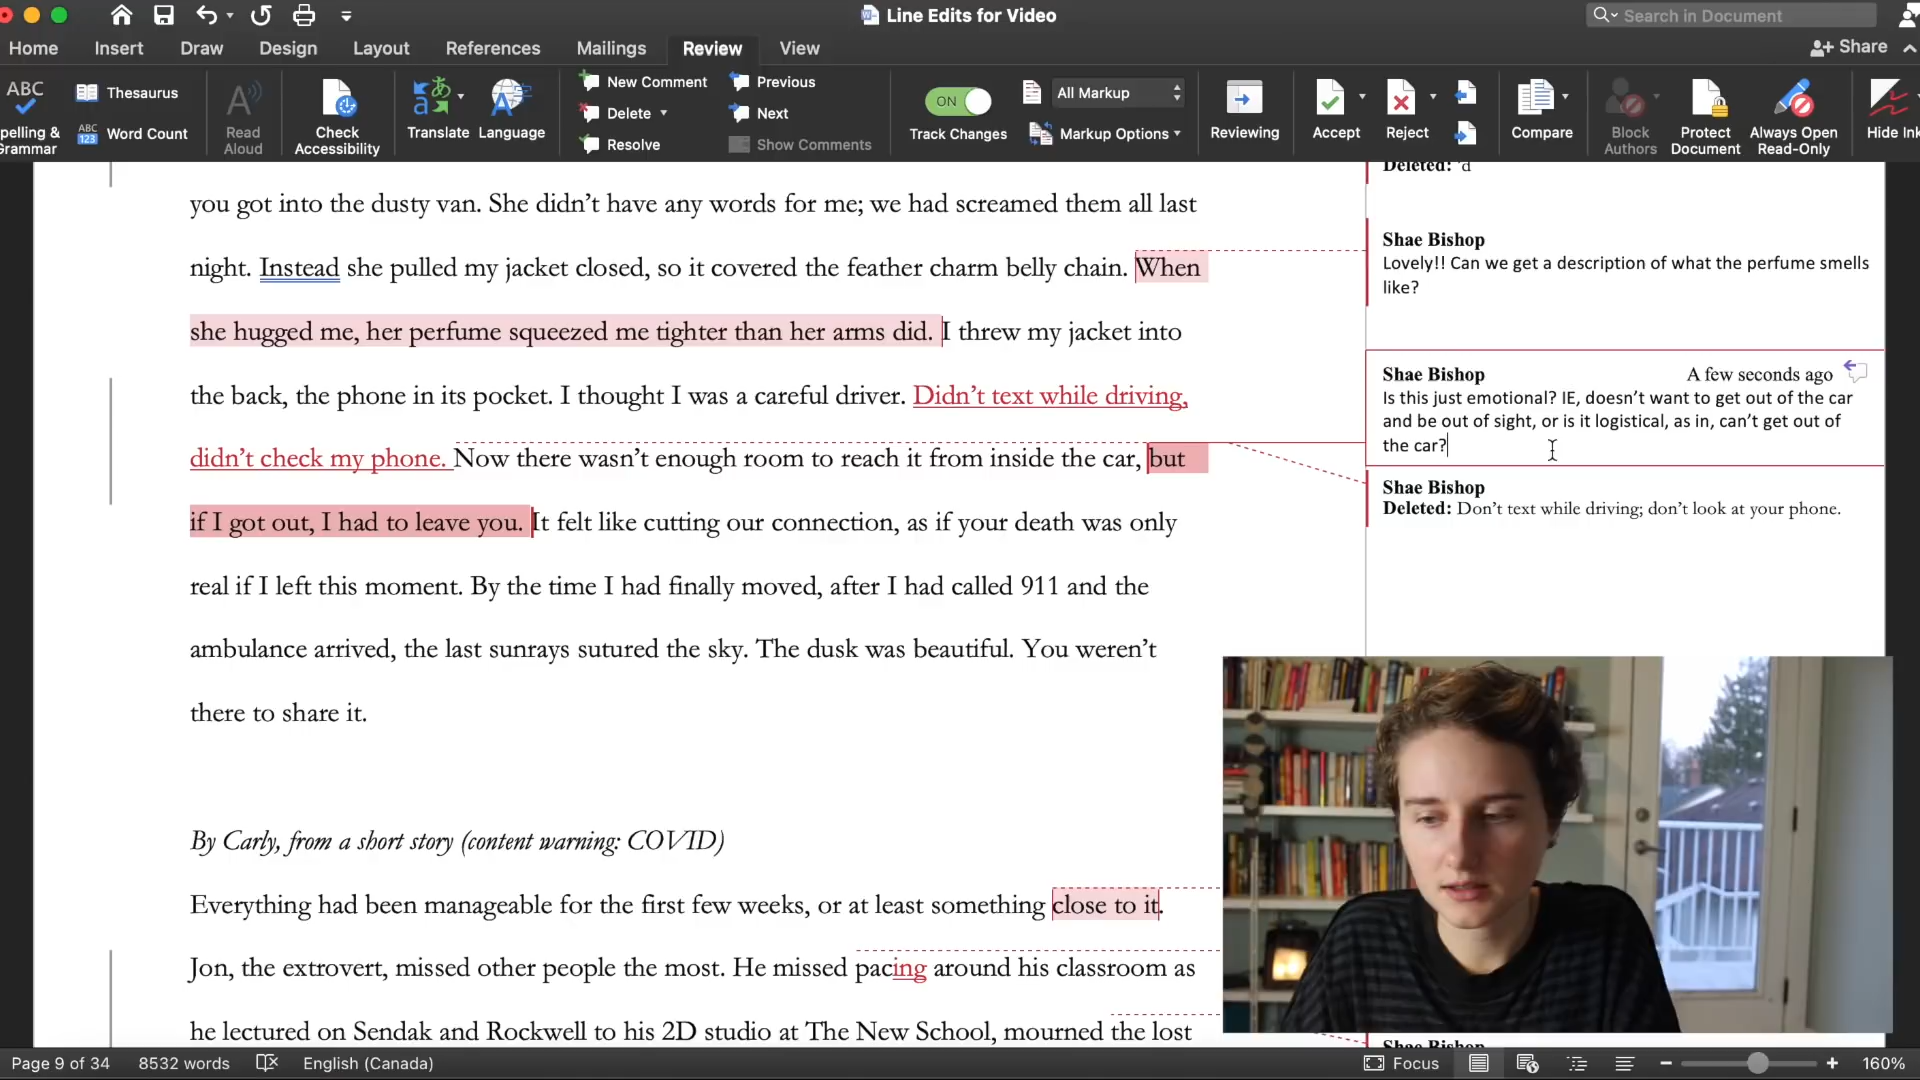 Line Edits for Video
Search in Document
Home
Insert
Draw
Design
Layout
References
Mailings
Review
View
Share
ABC
pelling &
Grammar
Thesaurus
ABC
123
Word Count
Read
Aloud
Check
Accessibility
Translate
Language
New Comment
Delete
Resolve
Previous
Next
Show Comments
ON
Track Changes
All Markup
Markup Options
Reviewing
Accept
Reject
Compare
Block
Authors
Protect
Document
Always Open
Read-Only
Hide Ink
you got into the dusty van. She didn’t have any words for me; we had screamed them all last
night. Instead she pulled my jacket closed, so it covered the feather charm belly chain. When
she hugged me, her perfume squeezed me tighter than her arms did. I threw my jacket into
the back, the phone in its pocket. I thought I was a careful driver. Didn’t text while driving,
didn’t check my phone. Now there wasn’t enough room to reach it from inside the car, but
if I got out, I had to leave you. It felt like cutting our connection, as if your death was only
real if I left this moment. By the time I had finally moved, after I had called 911 and the
ambulance arrived, the last sunrays sutured the sky. The dusk was beautiful. You weren’t
there to share it.
By Carly, from a short story (content warning: COVID)
Everything had been manageable for the first few weeks, or at least something close to it.
Jon, the extrovert, missed other people the most. He missed pacing around his classroom as
he lectured on Sendak and Rockwell to his 2D studio at The New School, mourned the lost
Deleted: ’d
Shae Bishop
Lovely!! Can we get a description of what the perfume smells
like?
Shae Bishop A few seconds ago
Is this just emotional? IE, doesn’t want to get out of the car
and be out of sight, or is it logistical, as in, can’t get out of
the car?
Shae Bishop
Deleted: Don’t text while driving; don’t look at your phone.
Shae Bishop
Page 9 of 34
8532 words
English (Canada)
Focus
160%